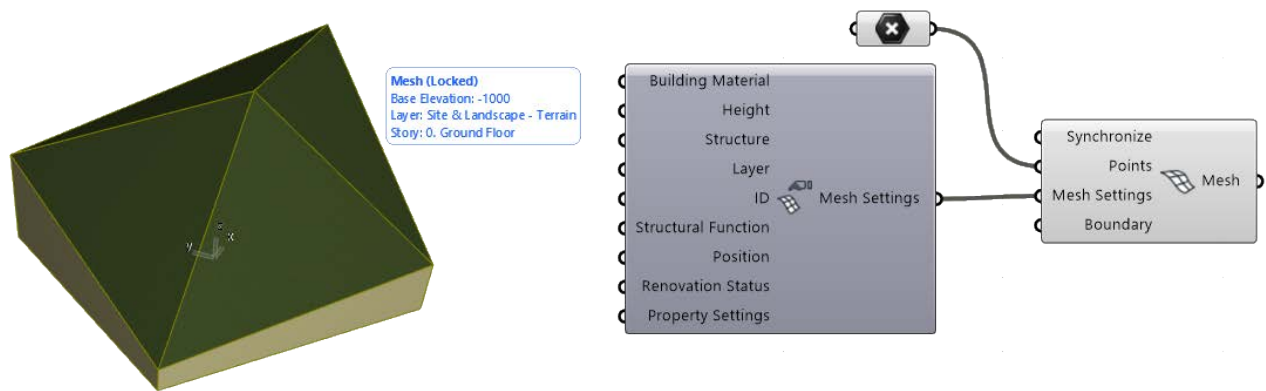 Mesh (Locked)
Base Elevation: -1000
Layer: Site & Landscape - Terrain
Story: 0. Ground Floor
y
z
x
Building Material
Height
Structure
Layer
ID
Mesh Settings
Structural Function
Position
Renovation Status
Property Settings
Synchronize
Points
Mesh
Mesh Settings
Boundary